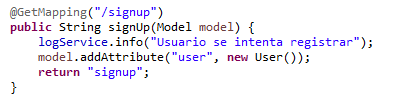 @GetMapping("/signup")
public String signUp(Model model) {
    logService.info("Usuario se intenta registrar");
    model.addAttribute("user", new User());
    return "signup";
}